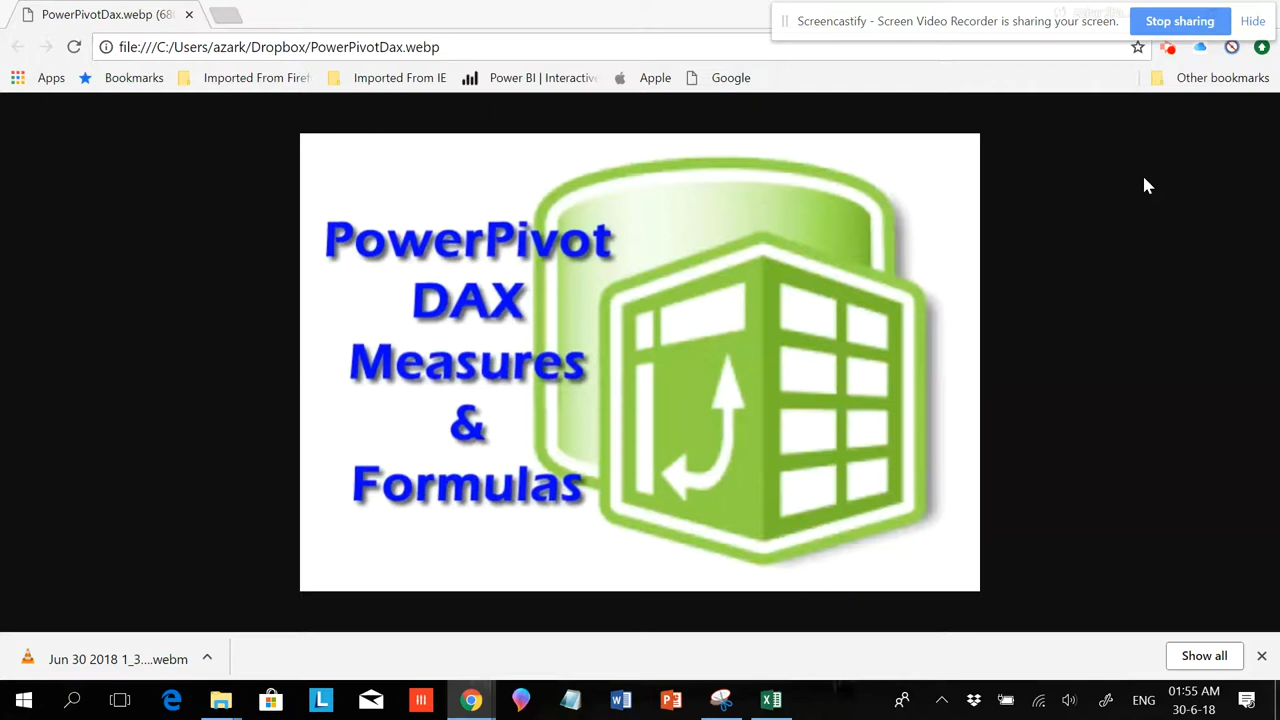 PowerPivotDax.webp (68
Screencastify - Screen Video Recorder is sharing your screen.
Stop sharing
Hide
file:///C:/Users/azark/Dropbox/PowerPivotDax.webp
Apps
Bookmarks
Imported From Firef
Imported From IE
Power BI | Interactive
Apple
Google
Other bookmarks
PowerPivot
DAX
Measures
&
Formulas
Jun 30 2018 1_3....webm
Show all
ENG
01:55 AM
30-6-18